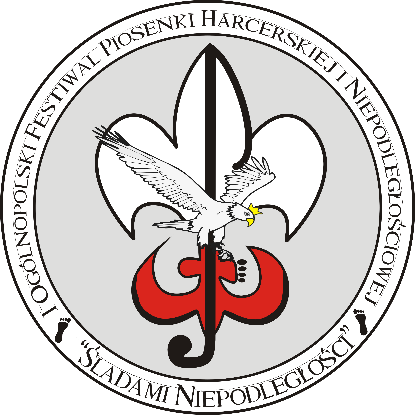 I OGÓLNOPOLSKI FESTIWAL PIOSENKI HARCERSKIEJ I NIEPODLEGŁOŚCIOWEJ
"ŚLADAMI NIEPODLEGŁOŚCI"